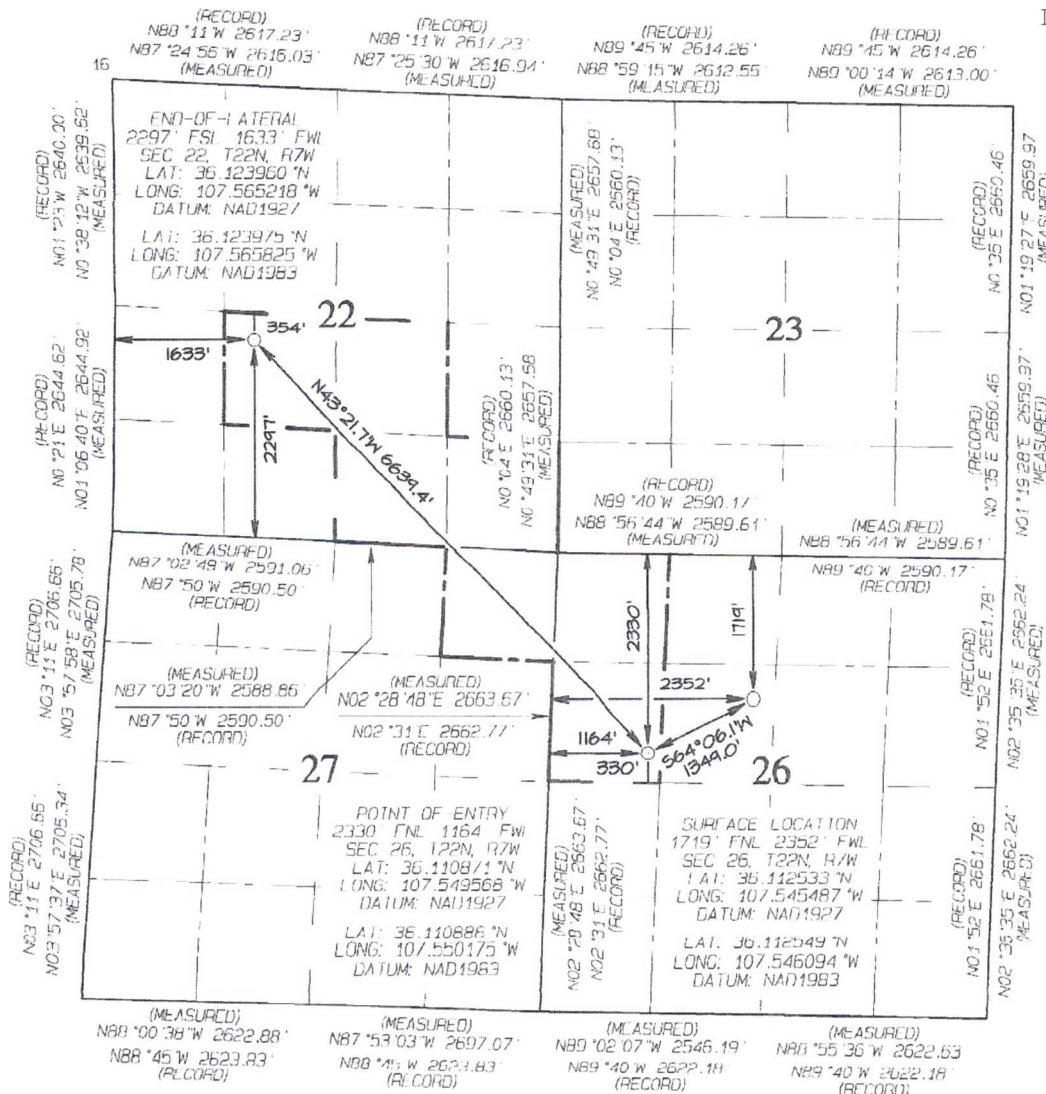 (RECORD)
N88°11'W 2617.23'
N87°24'55"W 2615.03'
(MEASURED)
(RECORD)
N88°11'W 2617.23'
N87°25'30"W 2616.94'
(MEASURED)
(RECORD)
N89°45'W 2614.26'
N88°59'15"W 2612.55'
(MEASURED)
(RECORD)
N89°45'W 2614.26'
N89°00'14"W 2613.00'
(MEASURED)
16
(RECORD)
N01°23'W 2640.00'
N0°38'12"W 2639.62'
(MEASURED)
END-OF-LATERAL
2297' FSL 1633' FWL
SEC 22, T22N, R7W
LAT: 36.123960 °N
LONG: 107.565218 °W
DATUM: NAD1927
LAT: 36.123975 °N
LONG: 107.565825 °W
DATUM: NAD1983
(MEASURED)
N0°49'31"E 2657.68'
N0°04'E 2660.13'
(RECORD)
(RECORD)
N0°35'E 2660.46'
N01°19'27"E 2659.97'
(MEASURED)
22
23
354'
1633'
2297'
N43°21.7'W 6639.4'
(RECORD)
N0°21'E 2644.62'
N01°06'40"E 2644.92'
(MEASURED)
(RECORD)
N0°04'E 2660.13'
N0°49'31"E 2657.58'
(MEASURED)
(RECORD)
N0°35'E 2660.46'
N01°19'28"E 2659.97'
(MEASURED)
(RECORD)
N89°40'W 2590.17'
N88°56'44"W 2589.61'
(MEASURED)
(MEASURED)
N88°56'44"W 2589.61'
N89°40'W 2590.17'
(RECORD)
(MEASURED)
N87°02'49"W 2591.06'
N87°50'W 2590.50'
(RECORD)
(RECORD)
N03°11'E 2706.66'
N03°57'58"E 2705.78'
(MEASURED)
(MEASURED)
N87°03'20"W 2588.86'
N87°50'W 2590.50'
(RECORD)
(MEASURED)
N02°28'48"E 2663.67'
N02°31'E 2662.77'
(RECORD)
2330'
1719'
2352'
1164'
330'
S64°06.1'W
1349.0'
(RECORD)
N01°52'E 2661.78'
N02°35'35"E 2662.24'
(MEASURED)
27
26
(RECORD)
N03°11'E 2706.66'
N03°57'37"E 2705.34'
(MEASURED)
POINT OF ENTRY
2330' FNL 1164' FWL
SEC 26, T22N, R7W
LAT: 36.110871 °N
LONG: 107.549568 °W
DATUM: NAD1927
LAT: 36.110886 °N
LONG: 107.550175 °W
DATUM: NAD1983
(MEASURED)
N02°28'48"E 2663.67'
N02°31'E 2662.77'
(RECORD)
SURFACE LOCATION
1719' FNL 2352' FWL
SEC 26, T22N, R7W
LAT: 36.112533 °N
LONG: 107.545487 °W
DATUM: NAD1927
LAT: 36.112549 °N
LONG: 107.546094 °W
DATUM: NAD1983
(RECORD)
N01°52'E 2661.78'
N02°36'35"E 2662.24'
(MEASURED)
(MEASURED)
N88°00'38"W 2622.88'
N88°45'W 2623.83'
(RECORD)
(MEASURED)
N87°53'03"W 2697.07'
N88°45'W 2623.83'
(RECORD)
(MEASURED)
N89°02'07"W 2546.19'
N89°40'W 2622.18'
(RECORD)
(MEASURED)
N88°55'36"W 2622.63'
N89°40'W 2622.18'
(RECORD)